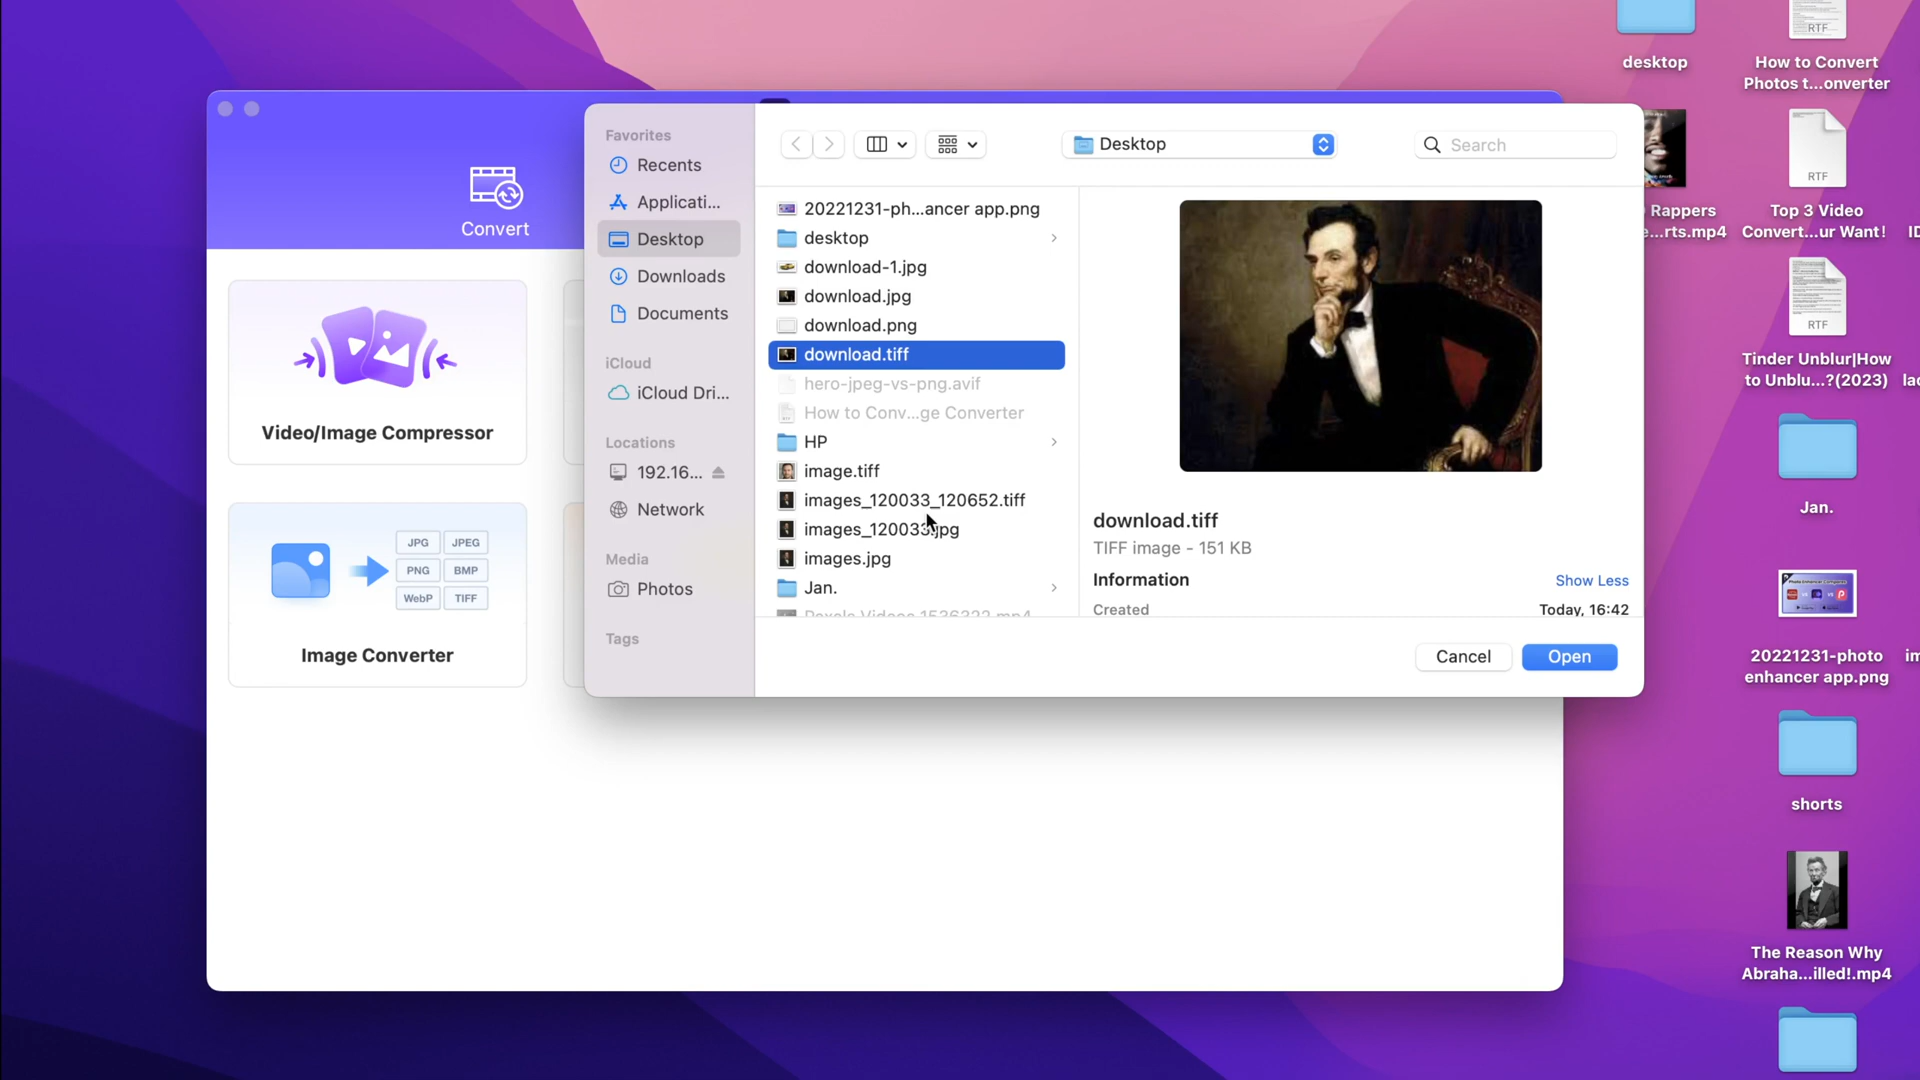 Convert
Video/Image Compressor
JPG
JPEG
PNG
BMP
WebP
TIFF
Image Converter
Favorites
Recents
Applicati...
Desktop
Downloads
Documents
iCloud
iCloud Dri...
Locations
192.16...
Network
Media
Photos
Tags
Desktop
Search
20221231-ph...ancer app.png
desktop
download-1.jpg
download.jpg
download.png
download.tiff
hero-jpeg-vs-png.avif
How to Conv...ge Converter
HP
image.tiff
images_120033_120652.tiff
images_120033.jpg
images.jpg
Jan.
download.tiff
TIFF image - 151 KB
Information
Show Less
Created
Today, 16:42
Cancel
Open
desktop
RTF
How to Convert
Photos t...onverter
Rappers
...rts.mp4
RTF
Top 3 Video
Convert...ur Want!
RTF
Tinder Unblur|How
to Unblu...?(2023)
Jan.
20221231-photo
enhancer app.png
shorts
The Reason Why
Abraha...illed!.mp4